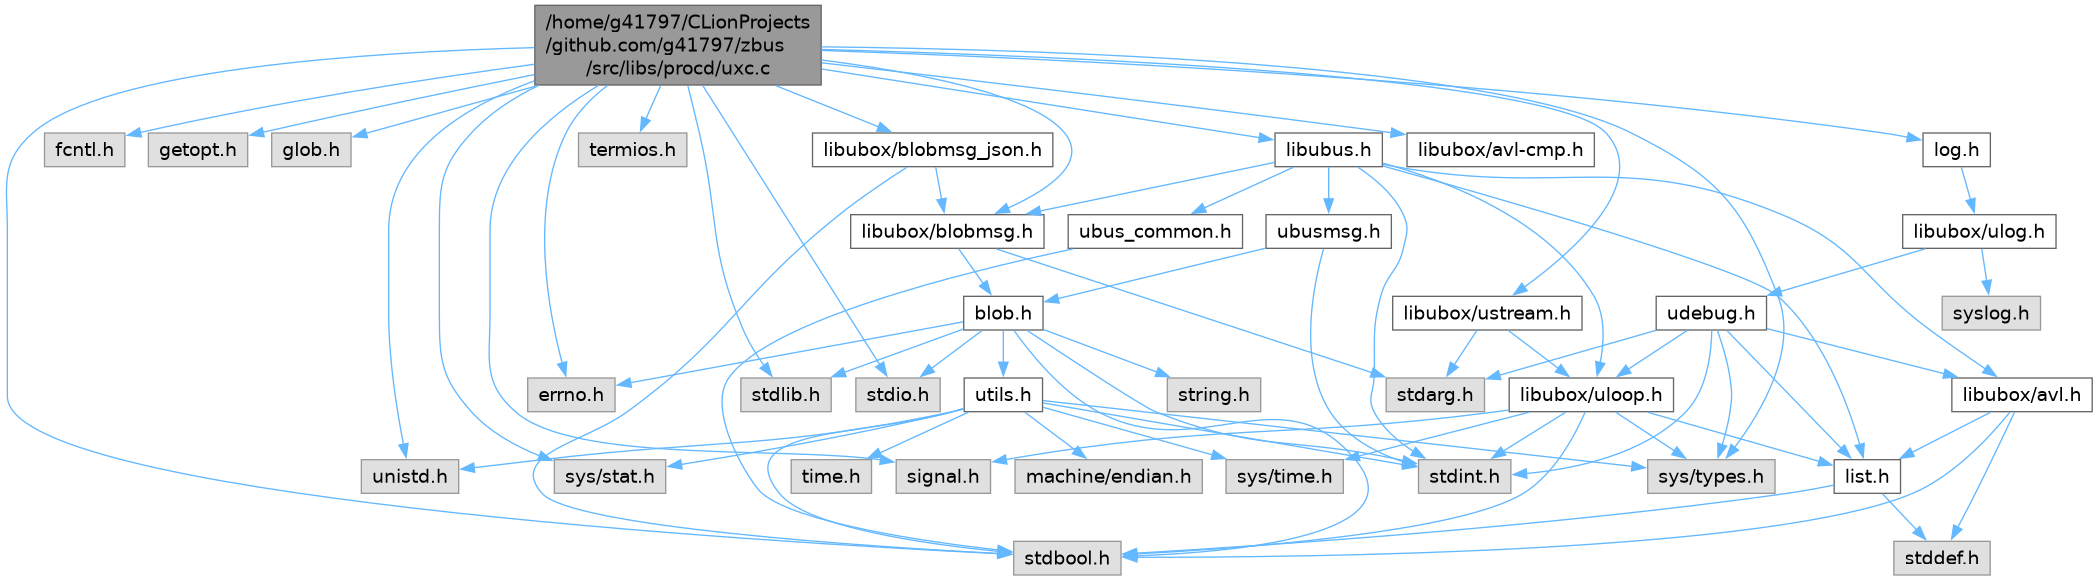 /home/g41797/CLionProjects
/github.com/g41797/zbus
/src/libs/procd/uxc.c
fcntl.h
getopt.h
glob.h
termios.h
libubox/blobmsg_json.h
libubus.h
libubox/avl-cmp.h
log.h
libubox/blobmsg.h
ubus_common.h
ubusmsg.h
libubox/ulog.h
blob.h
libubox/ustream.h
udebug.h
syslog.h
errno.h
stdlib.h
stdio.h
utils.h
string.h
stdarg.h
libubox/uloop.h
libubox/avl.h
unistd.h
sys/stat.h
time.h
signal.h
machine/endian.h
sys/time.h
stdint.h
sys/types.h
list.h
stdbool.h
stddef.h